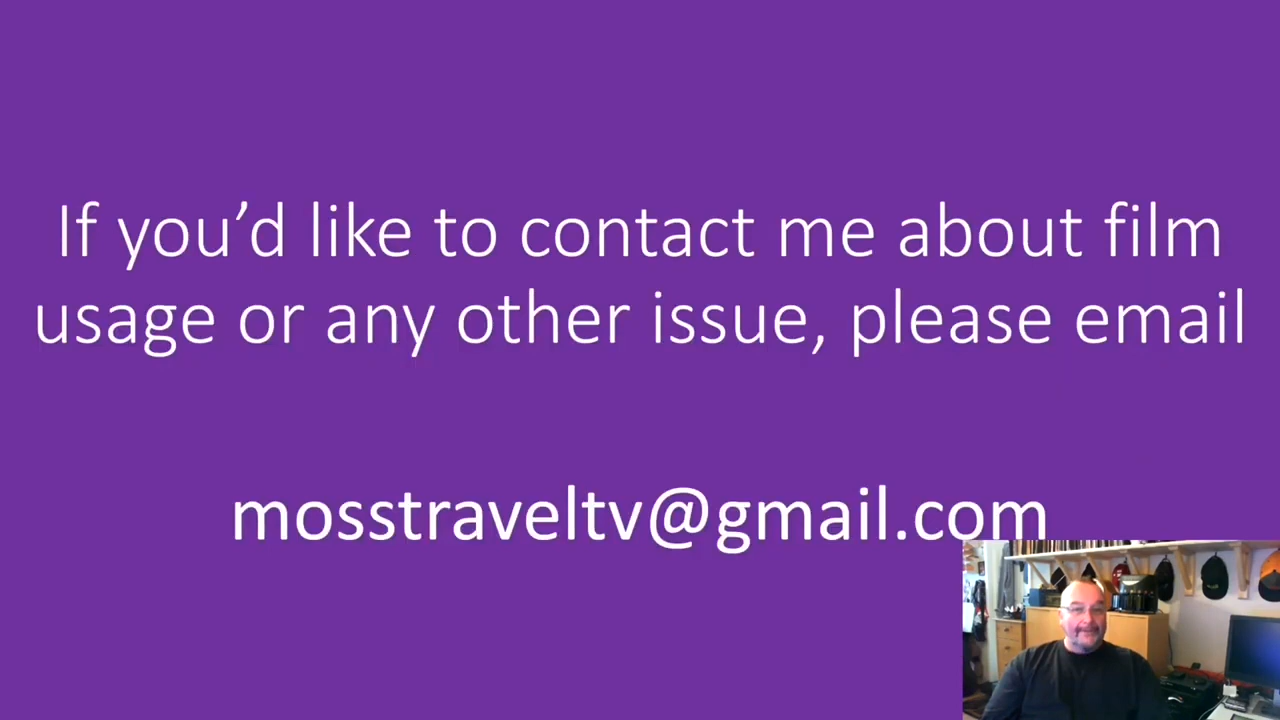 If you’d like to contact me about film
usage or any other issue, please email
mosstraveltv@gmail.com